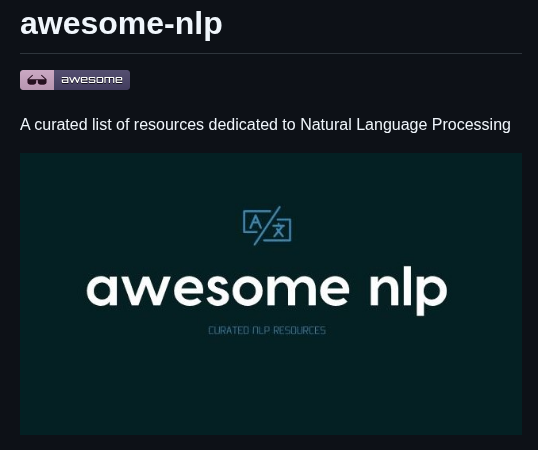 awesome-nlp
awesome
A curated list of resources dedicated to Natural Language Processing
A 文
awesome nlp
CURATED NLP RESOURCES